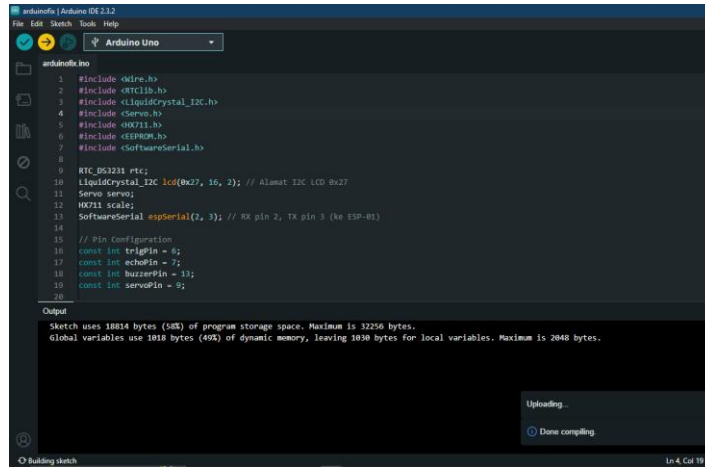 arduinofix | Arduino IDE 2.3.2
File Edit Sketch Tools Help
Arduino Uno
arduinofix.ino
1 #include <Wire.h>
2 #include <RTClib.h>
3 #include <LiquidCrystal_I2C.h>
4 #include <Servo.h>
5 #include <HX711.h>
6 #include <EEPROM.h>
7 #include <SoftwareSerial.h>
8
9 RTC_DS3231 rtc;
10 LiquidCrystal_I2C lcd(0x27, 16, 2); // Alamat I2C LCD 0x27
11 Servo servo;
12 HX711 scale;
13 SoftwareSerial espSerial(2, 3); // RX pin 2, TX pin 3 (ke ESP-01)
14
15 // Pin Configuration
16 const int trigPin = 6;
17 const int echoPin = 7;
18 const int buzzerPin = 13;
19 const int servoPin = 9;
20
Output
Sketch uses 18814 bytes (58%) of program storage space. Maximum is 32256 bytes.
Global variables use 1018 bytes (49%) of dynamic memory, leaving 1030 bytes for local variables. Maximum is 2048 bytes.
Uploading...
Done compiling.
Building sketch
Ln 4, Col 19